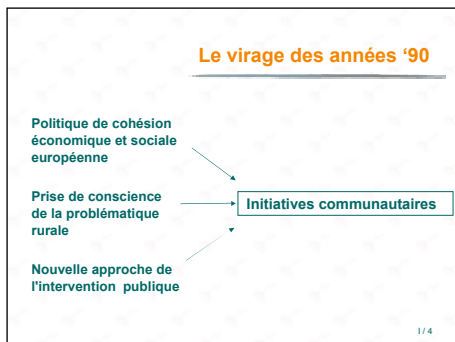 Le virage des années ‘90
Politique de cohésion
économique et sociale
européenne
Prise de conscience
de la problématique
rurale
Initiatives communautaires
Nouvelle approche de
l'intervention publique
I / 4